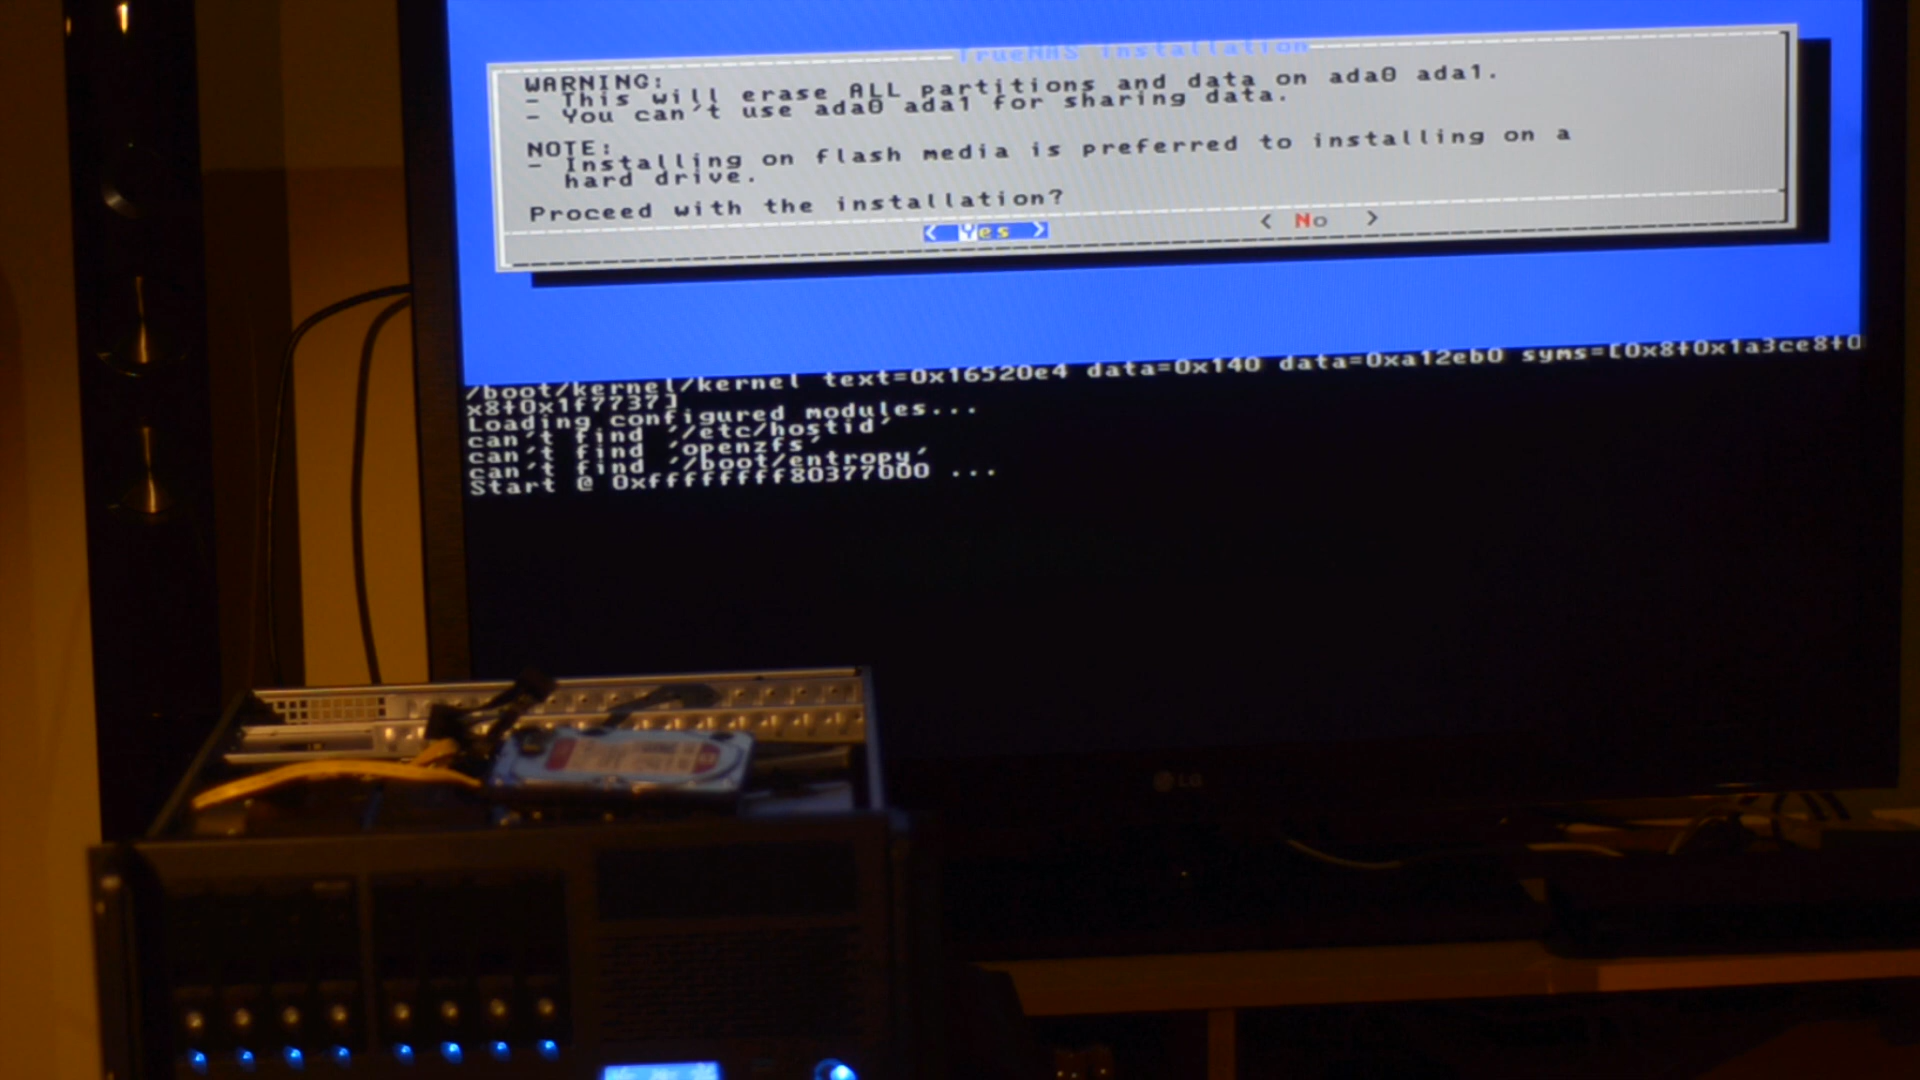 TrueNAS Installation
WARNING:
- This will erase ALL partitions and data on ada0 ada1.
- You can't use ada0 ada1 for sharing data.
NOTE:
- Installing on flash media is preferred to installing on a
hard drive.
Proceed with the installation?
< Yes > < No >
/boot/kernel/kernel text=0x16520e4 data=0x140 data=0xa12eb0 syms=[0x8+0x1a3ce8+0
x8+0x1f7737]
Loading configured modules...
can't find '/etc/hostid'
can't find 'openzfs'
can't find '/boot/entropy'
Start @ 0xffffffff80377000 ...
LG